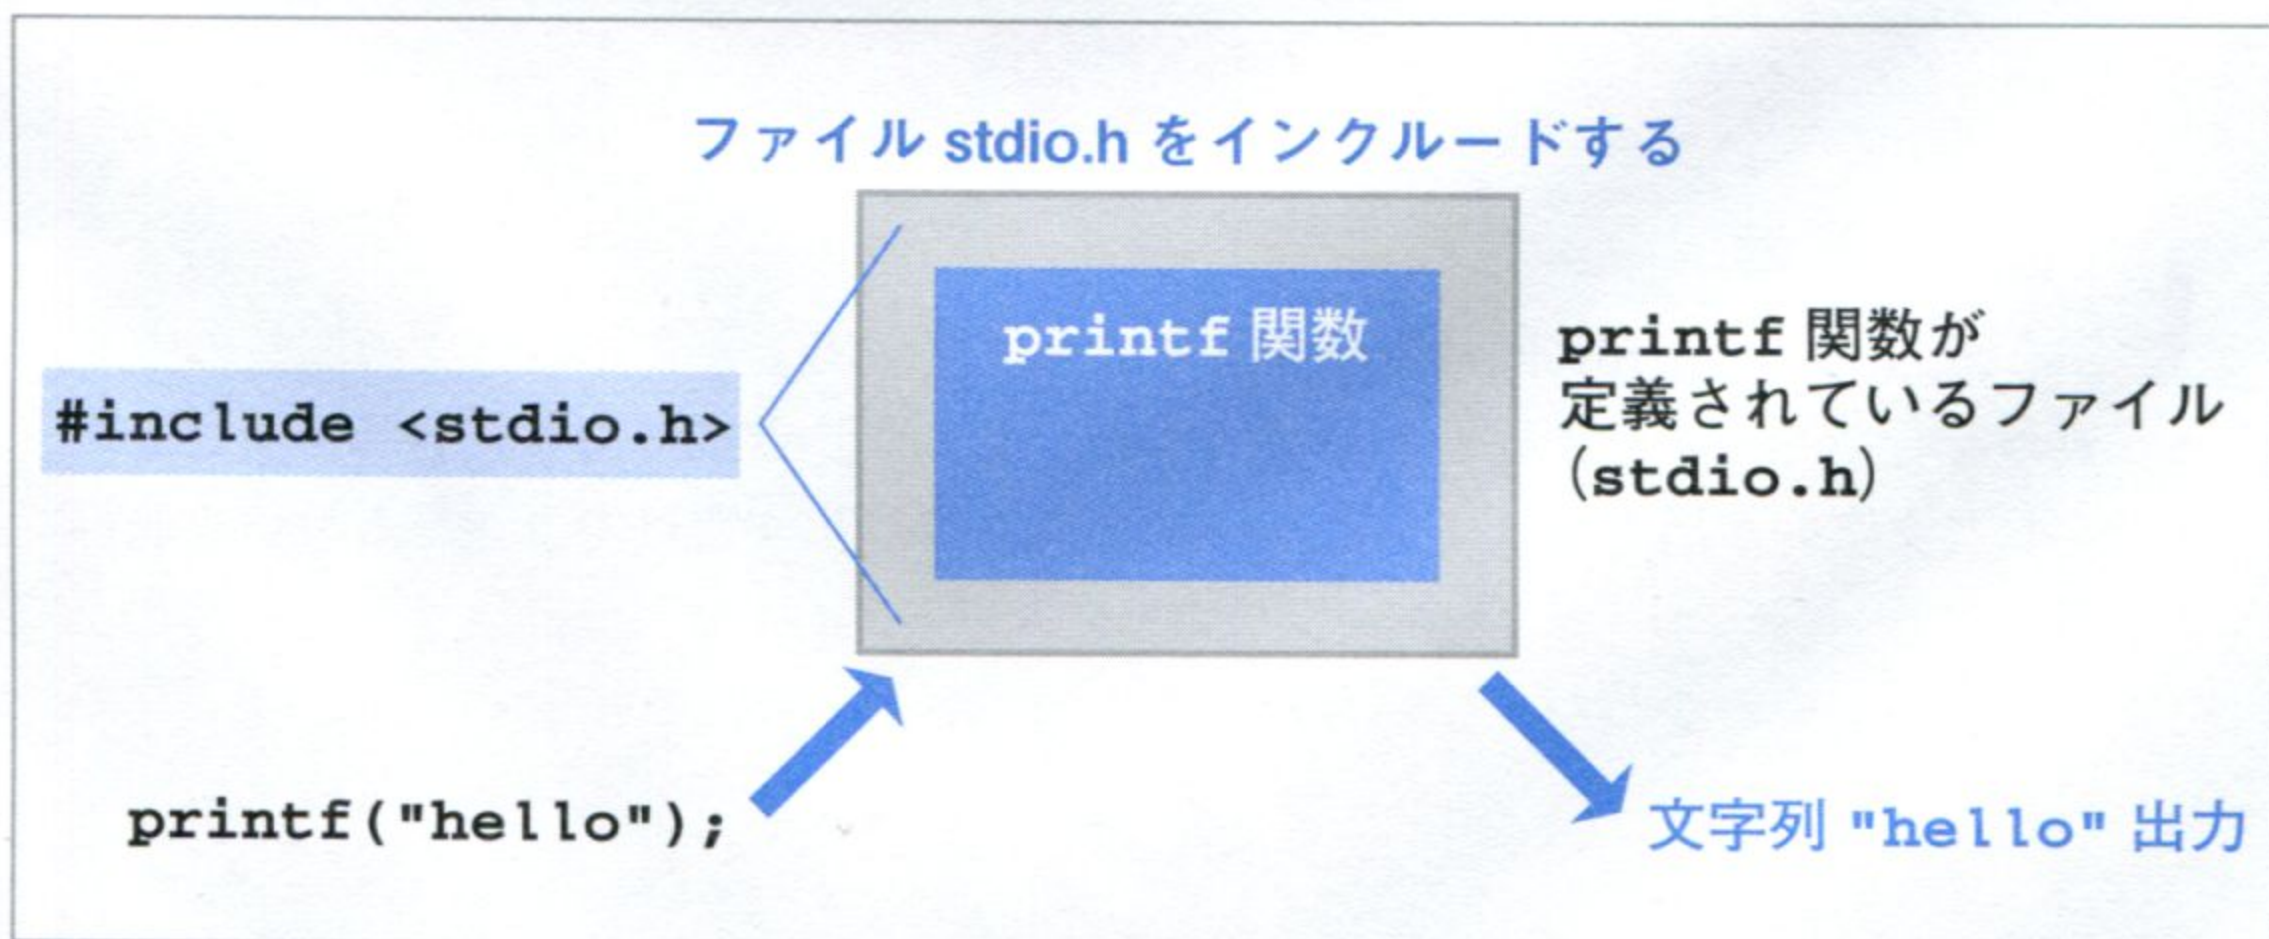 ファイル stdio.h をインクルードする
#include <stdio.h>
printf 関数
printf 関数が
定義されているファイル
(stdio.h)
printf("hello");
文字列 "hello" 出力